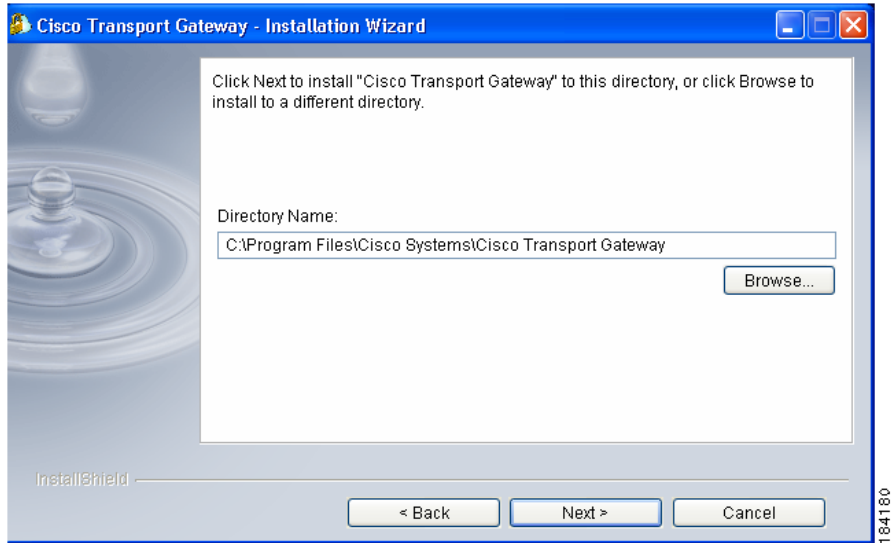 Cisco Transport Gateway - Installation Wizard
Click Next to install "Cisco Transport Gateway" to this directory, or click Browse to
install to a different directory.
Directory Name:
C:\Program Files\Cisco Systems\Cisco Transport Gateway
Browse...
InstallShield
< Back
Next >
Cancel
184180